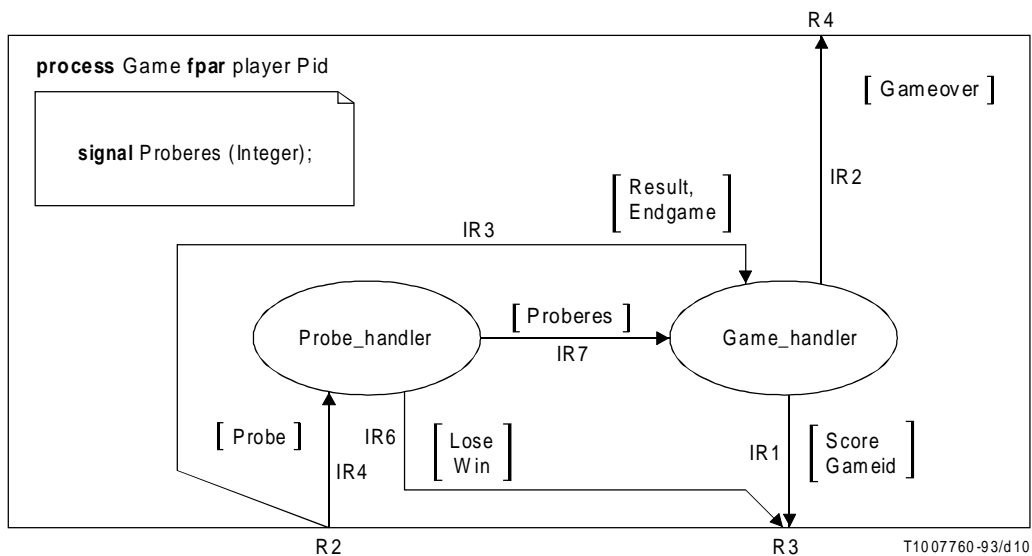 R4
process Game fpar player Pid
[ Gameover ]
signal Proberes (Integer);
IR2
Result,
Endgame
IR3
[ Proberes ]
Probe_handler
Game_handler
IR7
[ Probe ]
IR6
Lose
Win
IR1
Score
Gameid
IR4
R2
R3
T1007760-93/d10